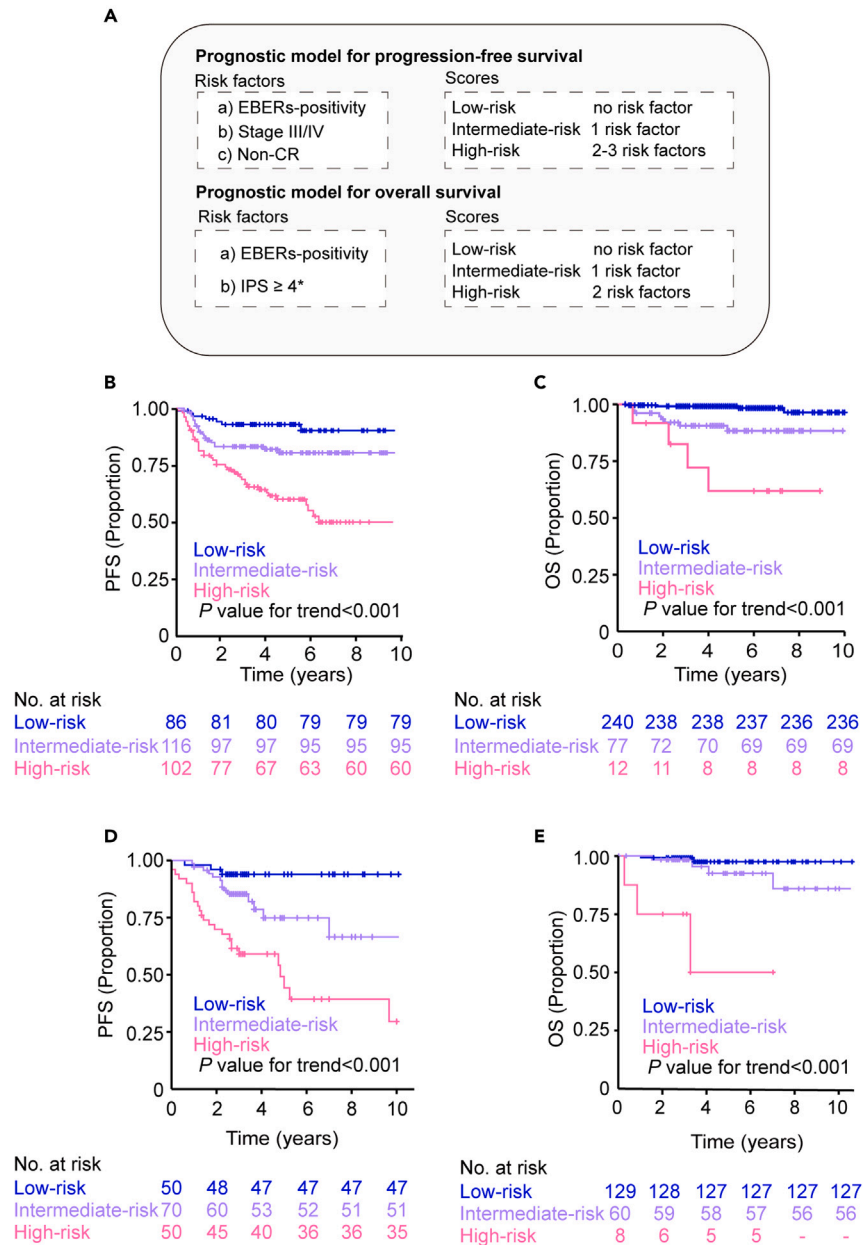 A
Prognostic model for progression-free survival
Risk factors
a) EBERs-positivity
b) Stage III/IV
c) Non-CR
Scores
Low-risk no risk factor
Intermediate-risk 1 risk factor
High-risk 2-3 risk factors
Prognostic model for overall survival
Risk factors
a) EBERs-positivity
b) IPS ≥ 4*
Scores
Low-risk no risk factor
Intermediate-risk 1 risk factor
High-risk 2 risk factors
B
PFS (Proportion)
1.00
0.75
0.50
0.25
0
Low-risk
Intermediate-risk
High-risk
P value for trend<0.001
0 2 4 6 8 10
Time (years)
No. at risk
Low-risk 86 81 80 79 79 79
Intermediate-risk 116 97 97 95 95 95
High-risk 102 77 67 63 60 60
C
OS (Proportion)
1.00
0.75
0.50
0.25
0
Low-risk
Intermediate-risk
High-risk
P value for trend<0.001
0 2 4 6 8 10
Time (years)
No. at risk
Low-risk 240 238 238 237 236 236
Intermediate-risk 77 72 70 69 69 69
High-risk 12 11 8 8 8 8
D
PFS (Proportion)
1.00
0.75
0.50
0.25
0
Low-risk
Intermediate-risk
High-risk
P value for trend<0.001
0 2 4 6 8 10
Time (years)
No. at risk
Low-risk 50 48 47 47 47 47
Intermediate-risk 70 60 53 52 51 51
High-risk 50 45 40 36 36 35
E
OS (Proportion)
1.00
0.75
0.50
0.25
0
Low-risk
Intermediate-risk
High-risk
P value for trend<0.001
0 2 4 6 8 10
Time (years)
No. at risk
Low-risk 129 128 127 127 127 127
Intermediate-risk 60 59 58 57 56 56
High-risk 8 6 5 5 - -